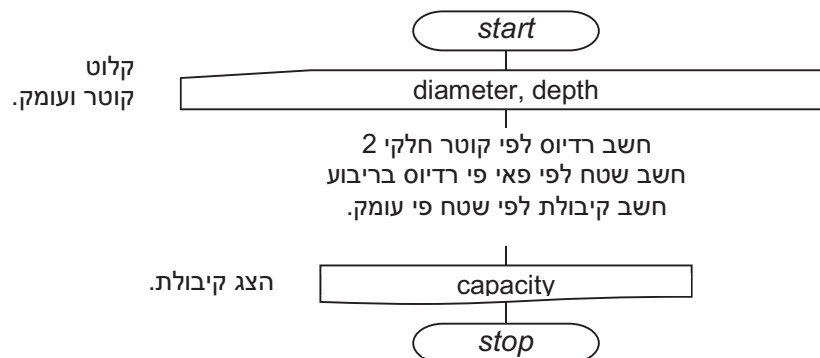 start
קלוט
קוטר ועומק.
diameter, depth
חשב רדיוס לפי קוטר חלקי 2
חשב שטח לפי פאי פי רדיוס בריבוע
חשב קיבולת לפי שטח פי עומק.
הצג קיבולת.
capacity
stop